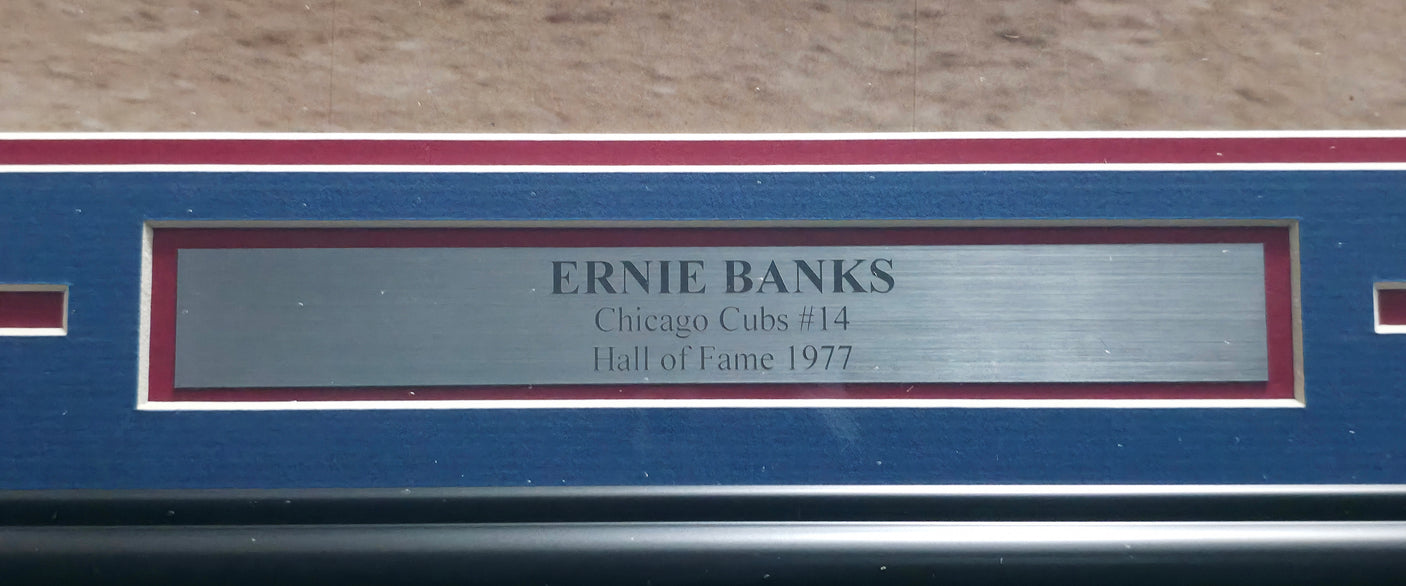 ERNIE BANKS
Chicago Cubs #14
Hall of Fame 1977